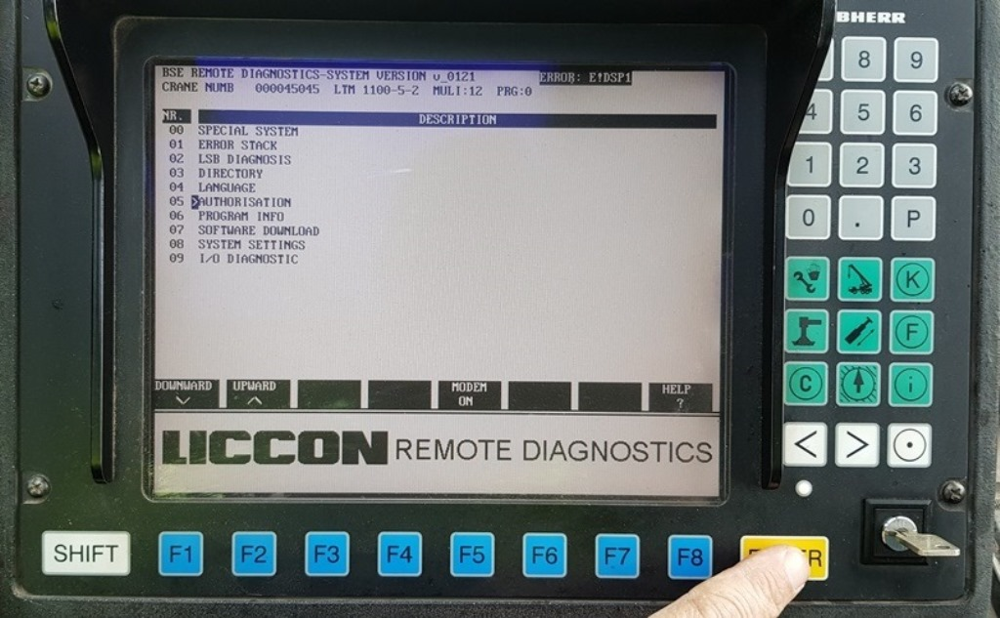 BHERR
BSE REMOTE DIAGNOSTICS-SYSTEM VERSION v_0121 ERROR: E!DSP1
CRANE NUMB 000045045 LTM 1100-5-2 MULI:12 PRG:0
NR. DESCRIPTION
00 SPECIAL SYSTEM
01 ERROR STACK
02 LSB DIAGNOSIS
03 DIRECTORY
04 LANGUAGE
05 >AUTHORISATION
06 PROGRAM INFO
07 SOFTWARE DOWNLOAD
08 SYSTEM SETTINGS
09 I/O DIAGNOSTIC
DOWNWARD UPWARD MODEM ON HELP ?
LICCON REMOTE DIAGNOSTICS
8 9
4 5 6
1 2 3
0 . P
K
F
C i
< >
SHIFT F1 F2 F3 F4 F5 F6 F7 F8